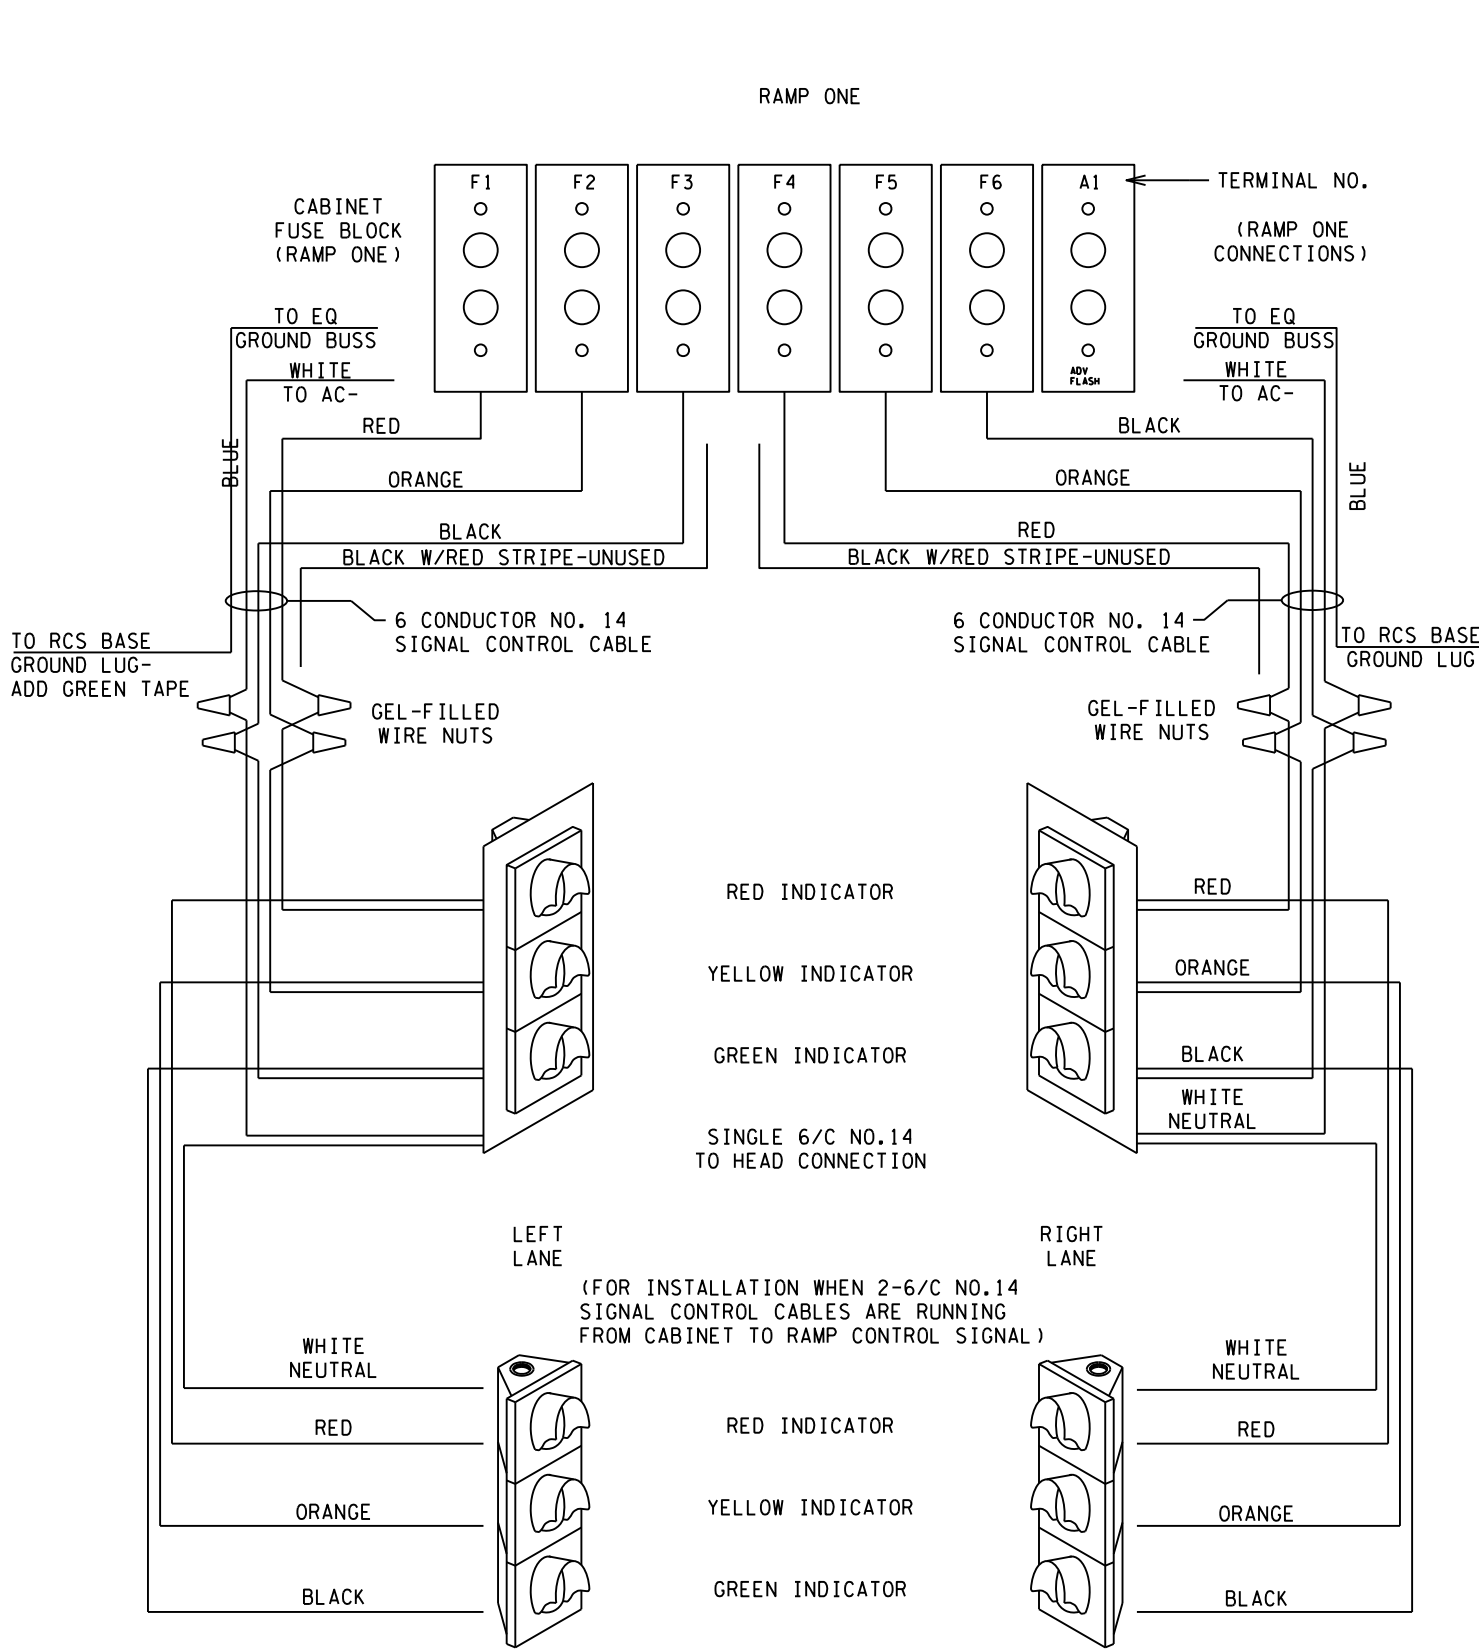 RAMP ONE
F1
F2
F3
F4
F5
F6
A1
TERMINAL NO.
CABINET
FUSE BLOCK
(RAMP ONE)
(RAMP ONE
CONNECTIONS)
TO EQ
GROUND BUSS
WHITE
TO AC-
TO EQ
GROUND BUSS
WHITE
TO AC-
ADV
FLASH
RED
BLACK
BLUE
ORANGE
ORANGE
BLUE
BLACK
RED
BLACK W/RED STRIPE-UNUSED
BLACK W/RED STRIPE-UNUSED
6 CONDUCTOR NO. 14
SIGNAL CONTROL CABLE
6 CONDUCTOR NO. 14
SIGNAL CONTROL CABLE
TO RCS BASE
GROUND LUG-
ADD GREEN TAPE
TO RCS BASE
GROUND LUG
GEL-FILLED
WIRE NUTS
GEL-FILLED
WIRE NUTS
RED INDICATOR
RED
YELLOW INDICATOR
ORANGE
GREEN INDICATOR
BLACK
WHITE
NEUTRAL
SINGLE 6/C NO.14
TO HEAD CONNECTION
LEFT
LANE
RIGHT
LANE
(FOR INSTALLATION WHEN 2-6/C NO.14
SIGNAL CONTROL CABLES ARE RUNNING
FROM CABINET TO RAMP CONTROL SIGNAL)
WHITE
NEUTRAL
WHITE
NEUTRAL
RED
RED INDICATOR
RED
ORANGE
YELLOW INDICATOR
ORANGE
BLACK
GREEN INDICATOR
BLACK